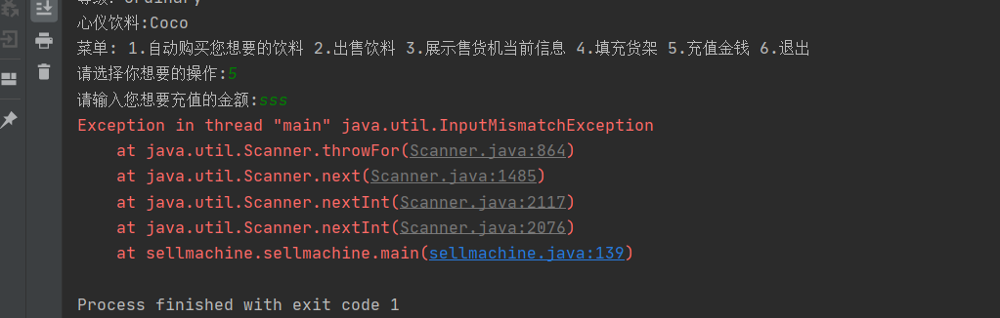 心仪饮料:Coco
菜单: 1.自动购买您想要的饮料 2.出售饮料 3.展示售货机当前信息 4.填充货架 5.充值金钱 6.退出
请选择你想要的操作:5
请输入您想要充值的金额:sss
Exception in thread "main" java.util.InputMismatchException
    at java.util.Scanner.throwFor(Scanner.java:864)
    at java.util.Scanner.next(Scanner.java:1485)
    at java.util.Scanner.nextInt(Scanner.java:2117)
    at java.util.Scanner.nextInt(Scanner.java:2076)
    at sellmachine.sellmachine.main(sellmachine.java:139)
Process finished with exit code 1